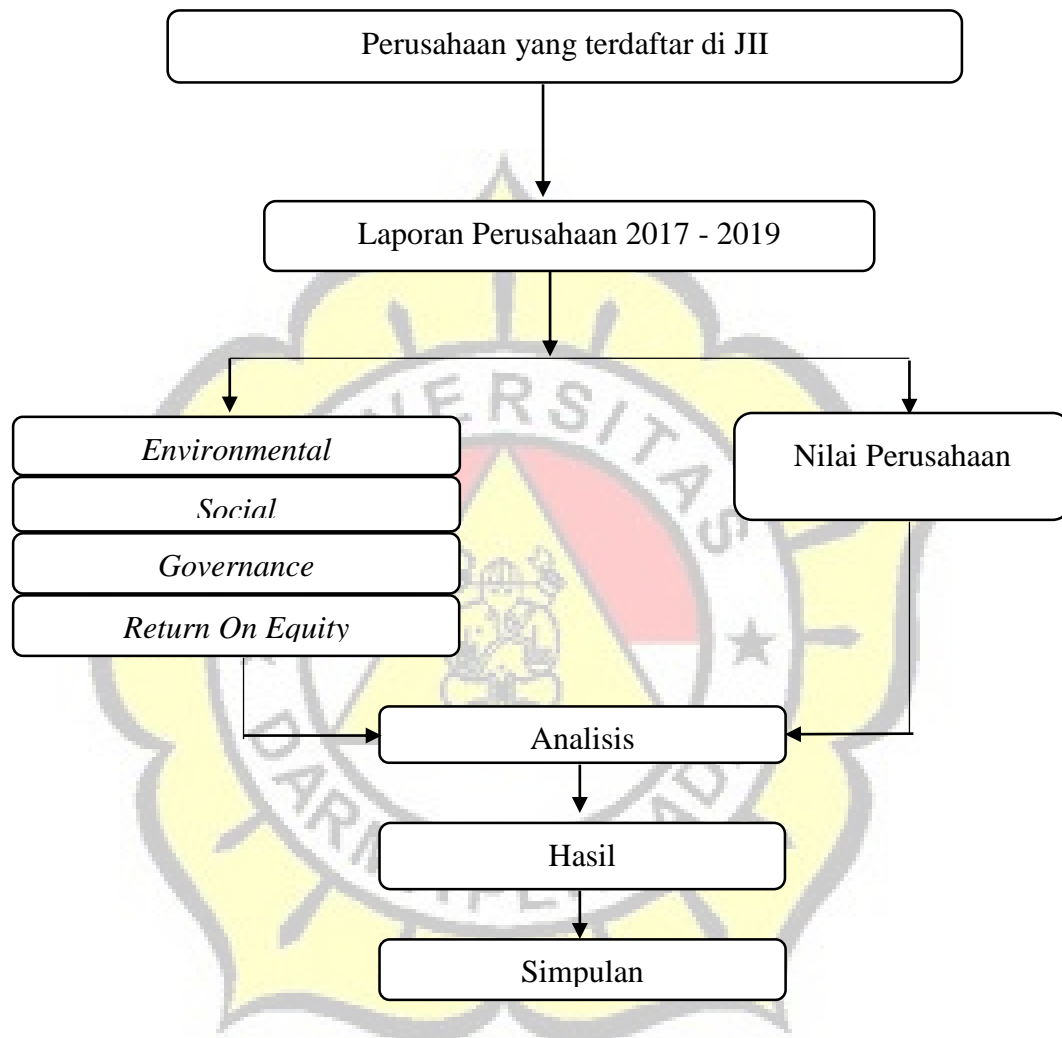 Perusahaan yang terdaftar di JII
Laporan Perusahaan 2017 - 2019
Environmental
Social
Governance
Return On Equity
Nilai Perusahaan
Analisis
Hasil
Simpulan